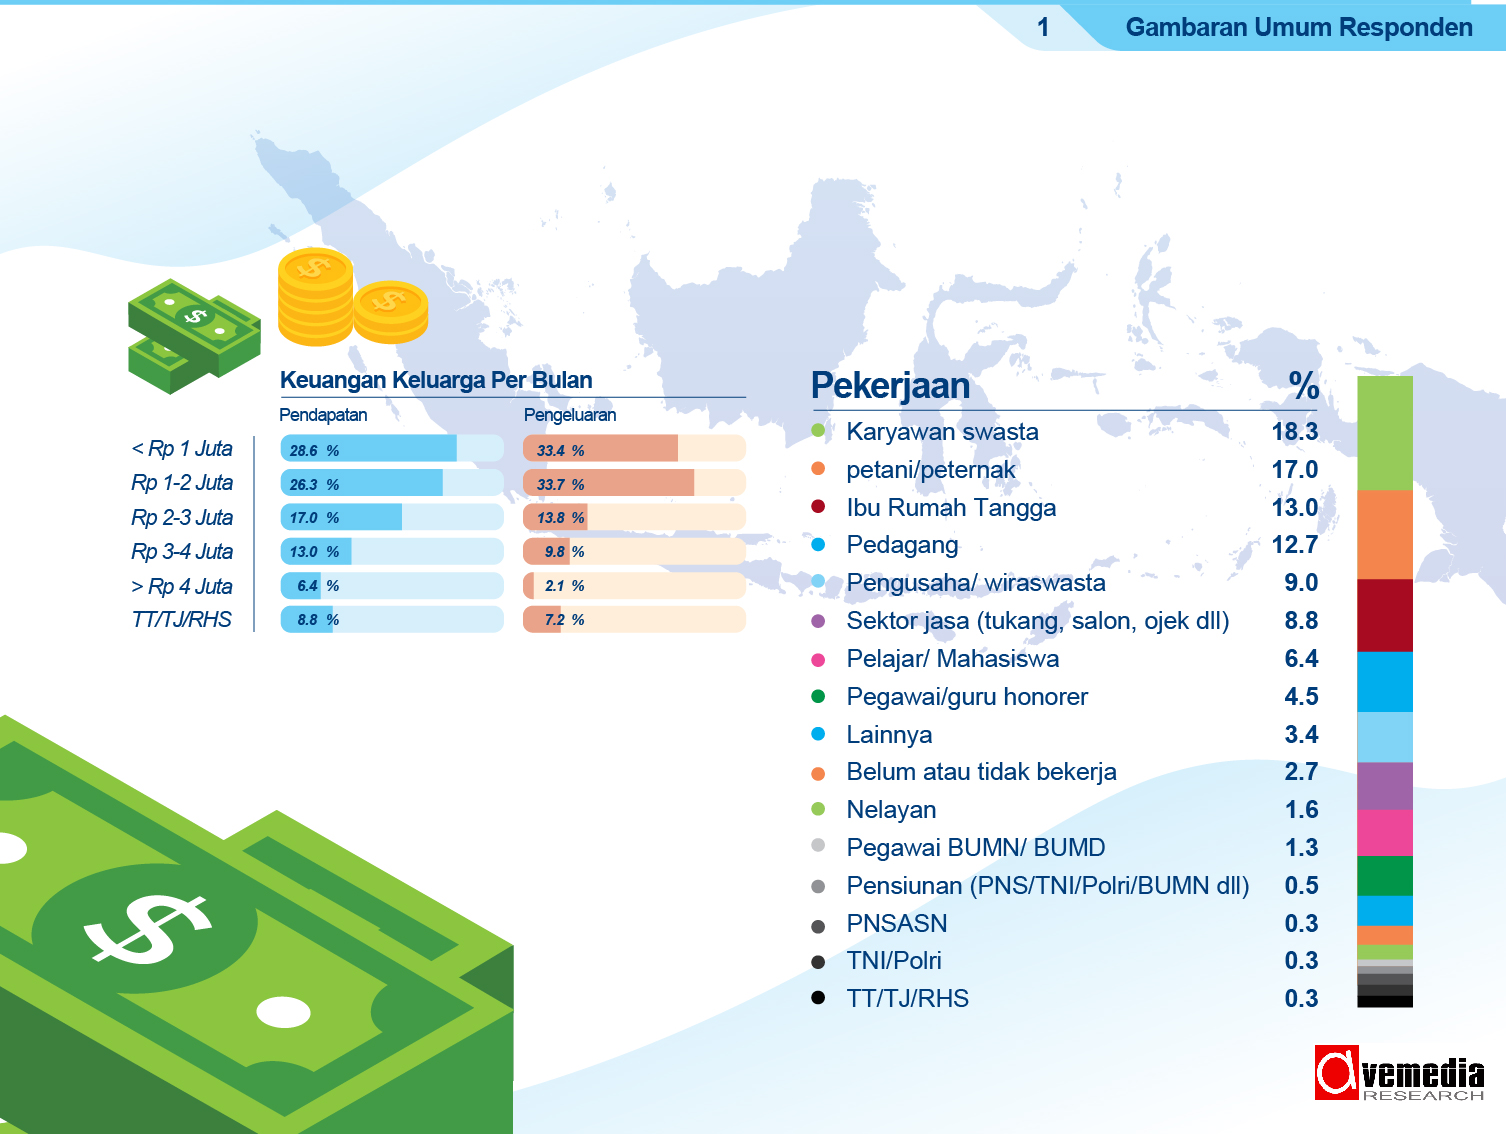 1 Gambaran Umum Responden
Keuangan Keluarga Per Bulan
Pendapatan Pengeluaran
< Rp 1 Juta 28.6 % 33.4 %
Rp 1-2 Juta 26.3 % 33.7 %
Rp 2-3 Juta 17.0 % 13.8 %
Rp 3-4 Juta 13.0 % 9.8 %
> Rp 4 Juta 6.4 % 2.1 %
TT/TJ/RHS 8.8 % 7.2 %
Pekerjaan %
Karyawan swasta 18.3
petani/peternak 17.0
Ibu Rumah Tangga 13.0
Pedagang 12.7
Pengusaha/ wiraswasta 9.0
Sektor jasa (tukang, salon, ojek dll) 8.8
Pelajar/ Mahasiswa 6.4
Pegawai/guru honorer 4.5
Lainnya 3.4
Belum atau tidak bekerja 2.7
Nelayan 1.6
Pegawai BUMN/ BUMD 1.3
Pensiunan (PNS/TNI/Polri/BUMN dll) 0.5
PNSASN 0.3
TNI/Polri 0.3
TT/TJ/RHS 0.3
avemedia
RESEARCH